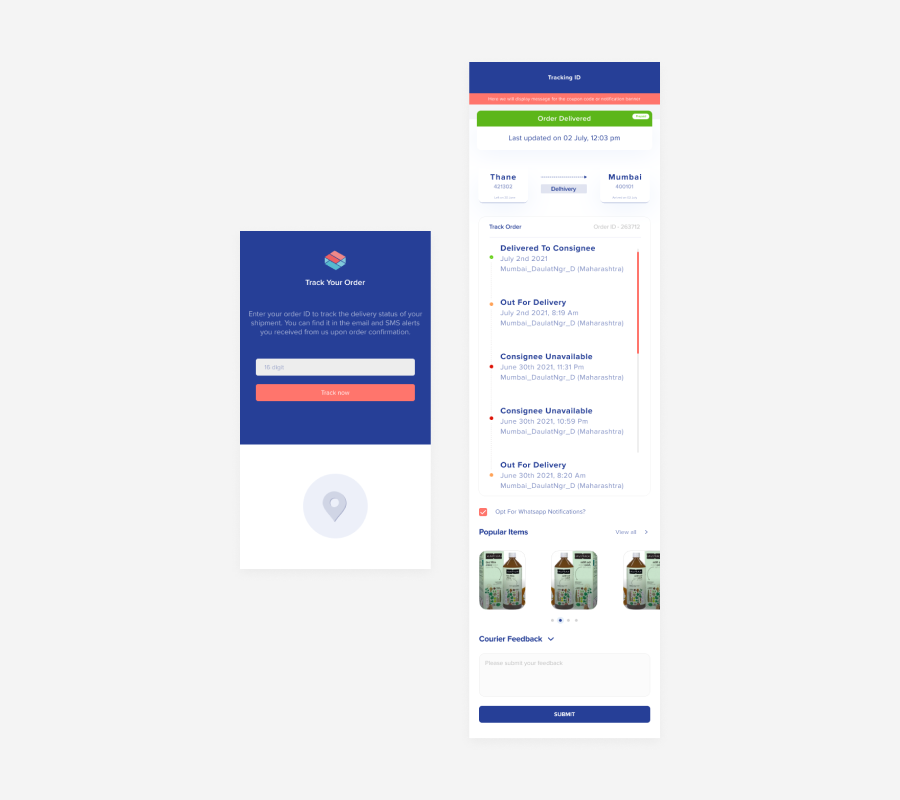 Track Your Order
Enter your order ID to track the delivery status of your
shipment. You can find it in the email and SMS alerts
you received from us upon order confirmation.
16 digit
Track now
Tracking ID
Here we will display message for the coupon code or notification banner
Order Delivered
Last updated on 02 July, 12:03 pm
Thane
421302
Delhivery
Mumbai
400101
Track Order
Order ID - 263712
Delivered To Consignee
July 2nd 2021
Mumbai_DaulatNgr_D (Maharashtra)
Out For Delivery
July 2nd 2021, 8:19 Am
Mumbai_DaulatNgr_D (Maharashtra)
Consignee Unavailable
June 30th 2021, 11:31 Pm
Mumbai_DaulatNgr_D (Maharashtra)
Consignee Unavailable
June 30th 2021, 10:59 Pm
Mumbai_DaulatNgr_D (Maharashtra)
Out For Delivery
June 30th 2021, 8:20 Am
Mumbai_DaulatNgr_D (Maharashtra)
Opt For Whatsapp Notifications?
Popular Items
View all
Courier Feedback
Please submit your feedback
SUBMIT